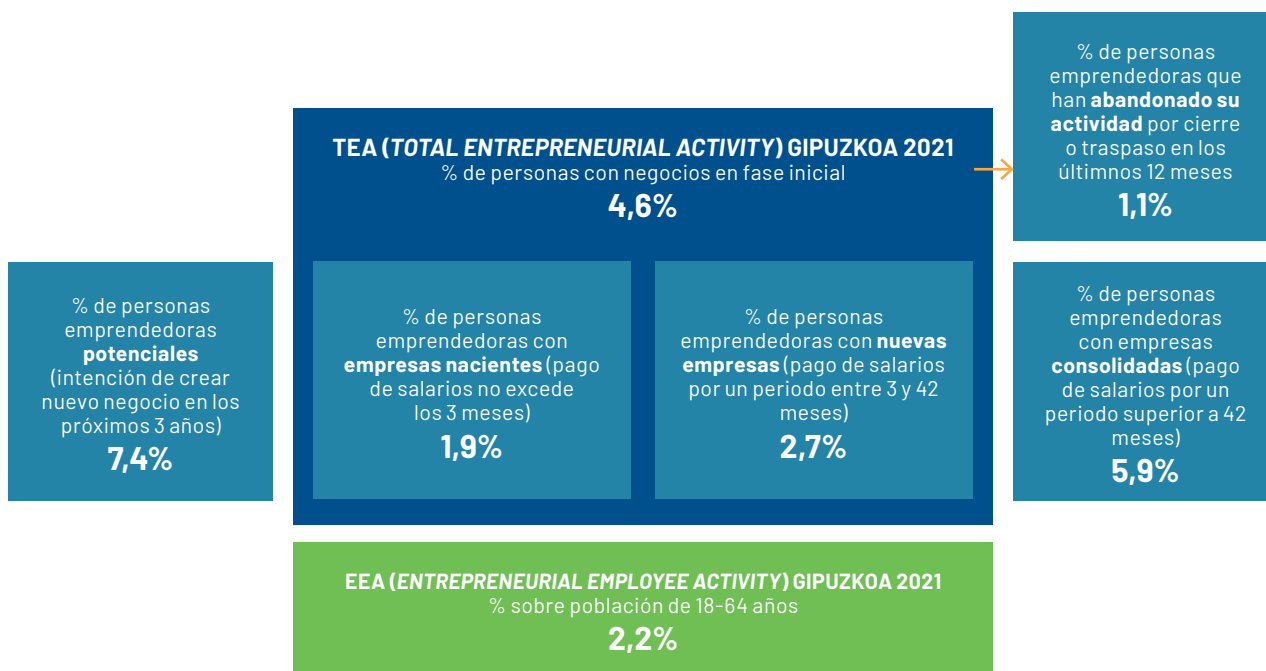 % de personas
emprendedoras
potenciales
(intención de crear
nuevo negocio en los
próximos 3 años)
7,4%
TEA (TOTAL ENTREPRENEURIAL ACTIVITY) GIPUZKOA 2021
% de personas con negocios en fase inicial
4,6%
% de personas
emprendedoras con
empresas nacientes (pago
de salarios no excede
los 3 meses)
1,9%
% de personas
emprendedoras con nuevas
empresas (pago de salarios
por un periodo entre 3 y 42
meses)
2,7%
% de personas
emprendedoras que
han abandonado su
actividad por cierre
o traspaso en los
últimnos 12 meses
1,1%
% de personas
emprendedoras
con empresas
consolidadas (pago
de salarios por un
periodo superior a 42
meses)
5,9%
EEA (ENTREPRENEURIAL EMPLOYEE ACTIVITY) GIPUZKOA 2021
% sobre población de 18-64 años
2,2%